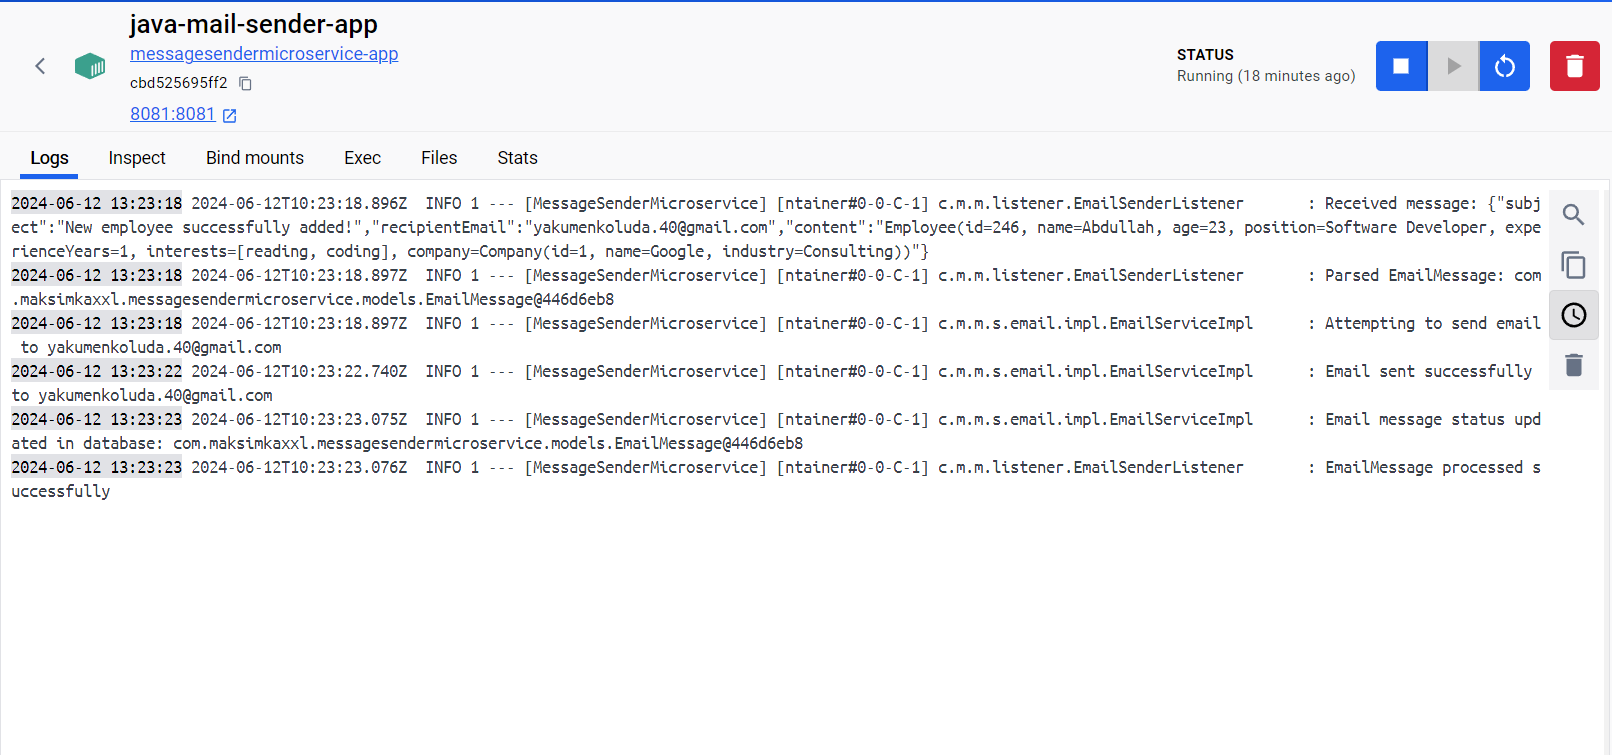 java-mail-sender-app
messagesendermicroservice-app
cbd525695ff2
8081:8081
STATUS
Running (18 minutes ago)
Logs Inspect Bind mounts Exec Files Stats
2024-06-12 13:23:18 2024-06-12T10:23:18.896Z  INFO 1 --- [MessageSenderMicroservice] [ntainer#0-0-C-1] c.m.m.listener.EmailSenderListener       : Received message: {"subj
ect":"New employee successfully added!","recipientEmail":"yakumenkoluda.40@gmail.com","content":"Employee(id=246, name=Abdullah, age=23, position=Software Developer, expe
rienceYears=1, interests=[reading, coding], company=Company(id=1, name=Google, industry=Consulting))"}
2024-06-12 13:23:18 2024-06-12T10:23:18.897Z  INFO 1 --- [MessageSenderMicroservice] [ntainer#0-0-C-1] c.m.m.listener.EmailSenderListener       : Parsed EmailMessage: com
.maksimkaxxl.messagesendermicroservice.models.EmailMessage@446d6eb8
2024-06-12 13:23:18 2024-06-12T10:23:18.897Z  INFO 1 --- [MessageSenderMicroservice] [ntainer#0-0-C-1] c.m.m.s.email.impl.EmailServiceImpl      : Attempting to send email
 to yakumenkoluda.40@gmail.com
2024-06-12 13:23:22 2024-06-12T10:23:22.740Z  INFO 1 --- [MessageSenderMicroservice] [ntainer#0-0-C-1] c.m.m.s.email.impl.EmailServiceImpl      : Email sent successfully
to yakumenkoluda.40@gmail.com
2024-06-12 13:23:23 2024-06-12T10:23:23.075Z  INFO 1 --- [MessageSenderMicroservice] [ntainer#0-0-C-1] c.m.m.s.email.impl.EmailServiceImpl      : Email message status upd
ated in database: com.maksimkaxxl.messagesendermicroservice.models.EmailMessage@446d6eb8
2024-06-12 13:23:23 2024-06-12T10:23:23.076Z  INFO 1 --- [MessageSenderMicroservice] [ntainer#0-0-C-1] c.m.m.listener.EmailSenderListener       : EmailMessage processed s
uccessfully